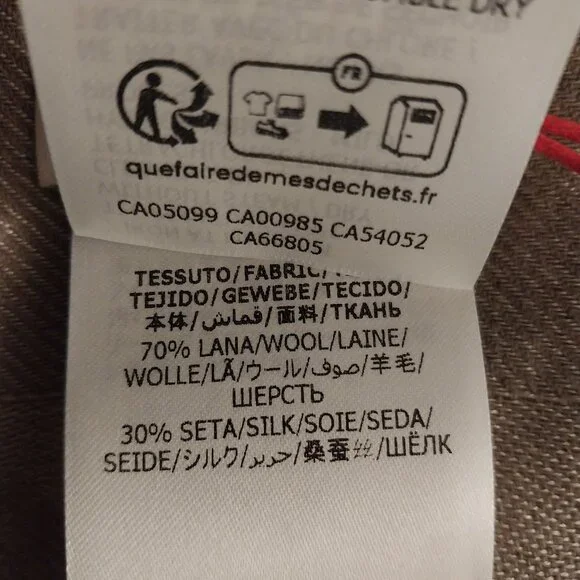 DRY
FR
quefairedemesdechets.fr
CA05099 CA00985 CA54052
CA66805
TESSUTO/FABRIC/
TEJIDO/GEWEBE/TECIDO/
本体/قماش/面料/ТКАНЬ
70% LANA/WOOL/LAINE/
WOLLE/LÃ/ウール/صوف/羊毛/
ШЕРСТЬ
30% SETA/SILK/SOIE/SEDA/
SEIDE/シルク/حرير/桑蚕丝/ШЁЛК